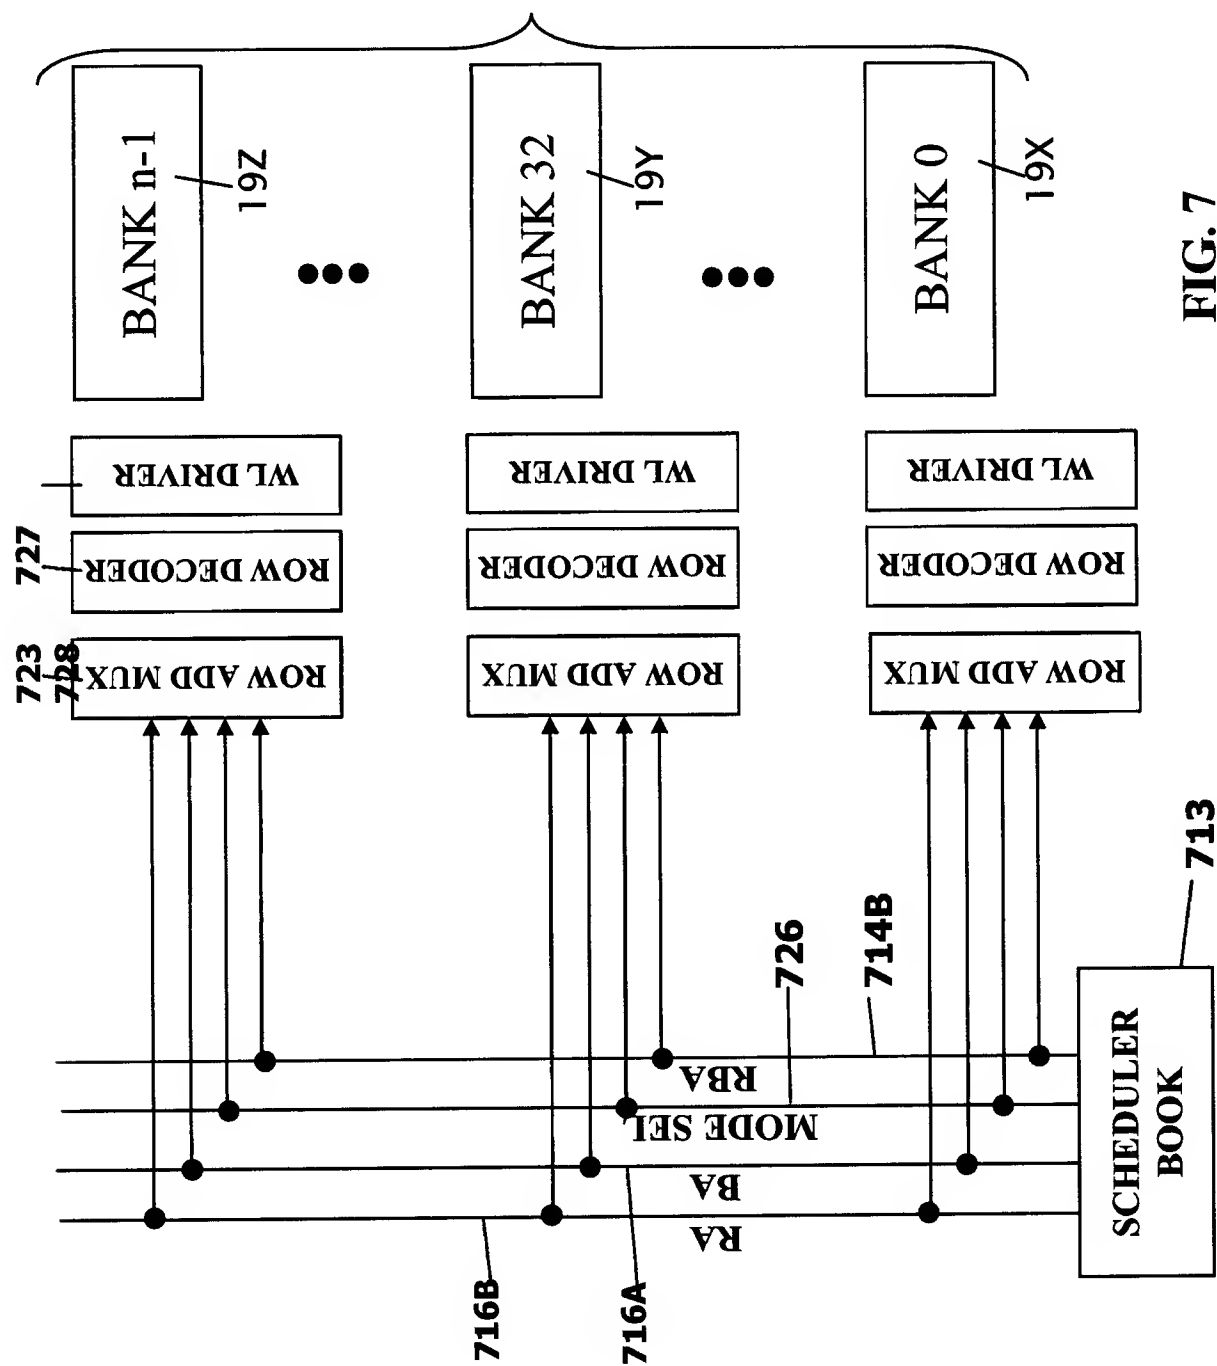 BANK n-1
19Z
BANK 32
19Y
BANK 0
19X
WL DRIVER
WL DRIVER
WL DRIVER
727
ROW DECODER
ROW DECODER
ROW DECODER
723
728
ROW ADD MUX
ROW ADD MUX
ROW ADD MUX
RBA
714B
MODE SEL
726
BA
716A
RA
716B
SCHEDULER
BOOK
713
FIG. 7